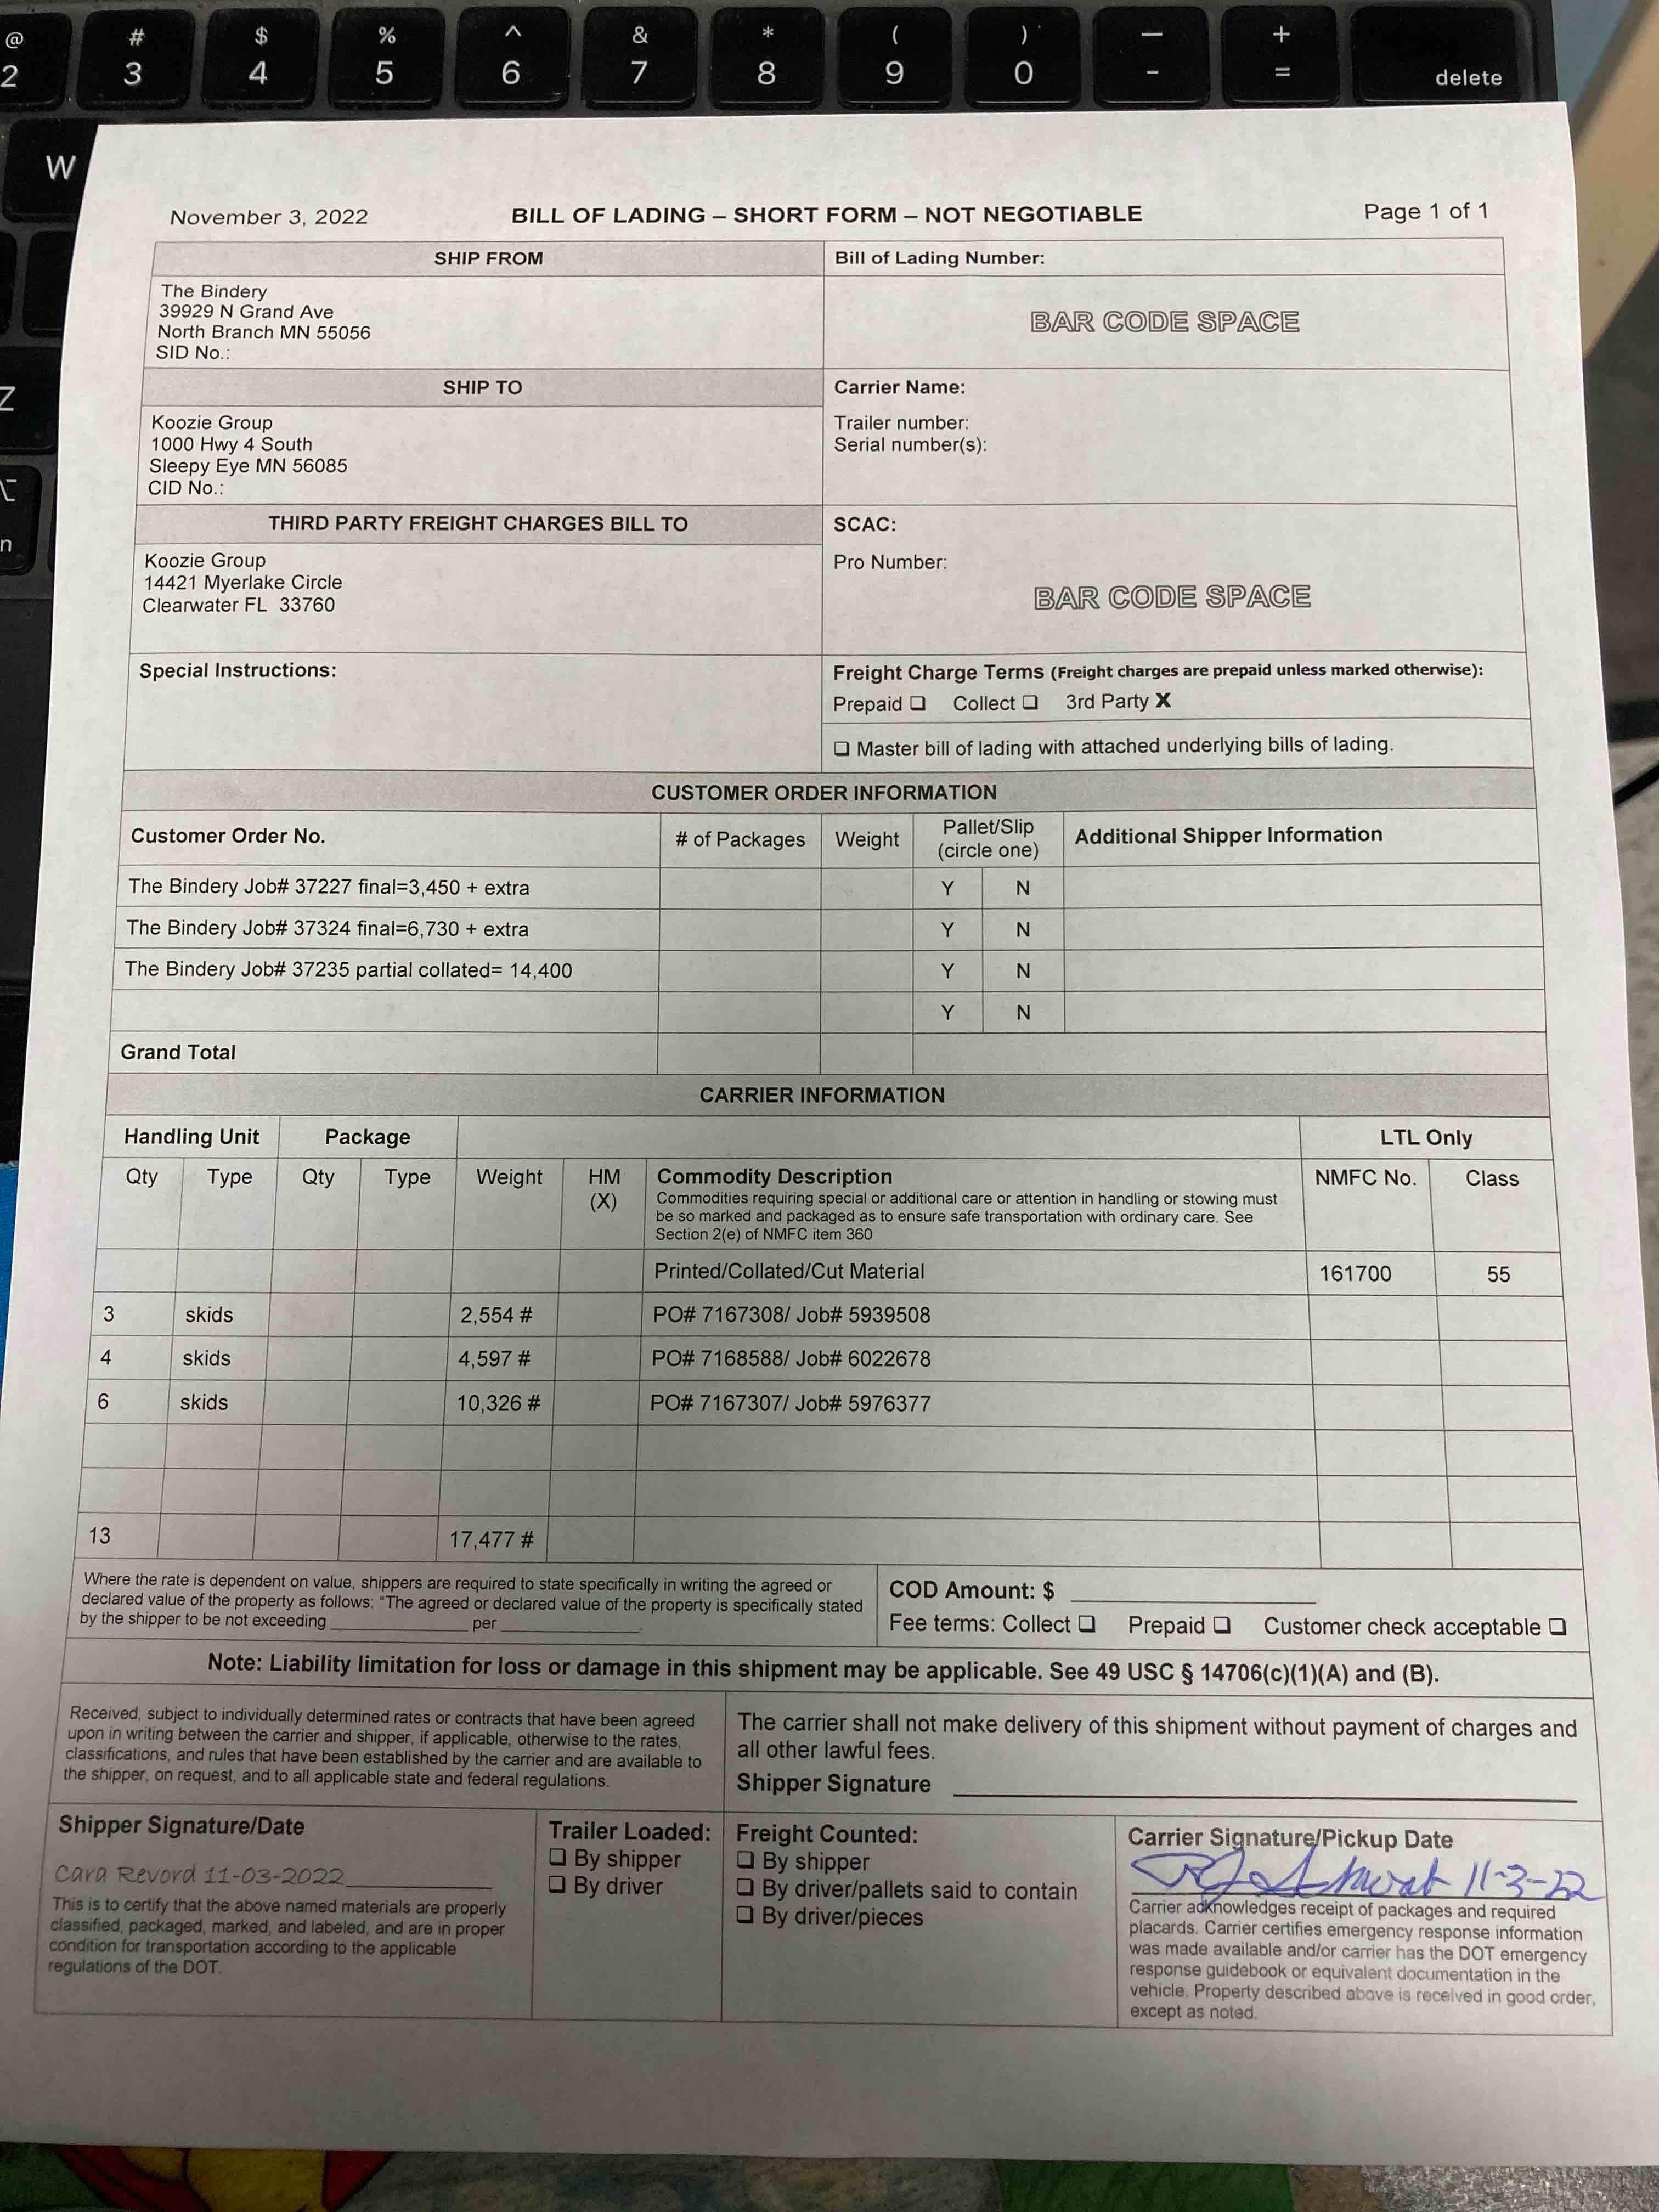 @ # $ % ^ & * ( ) — +
2 3 4 5 6 7 8 9 0 - = delete
W
Z
n
November 3, 2022 BILL OF LADING – SHORT FORM – NOT NEGOTIABLE Page 1 of 1
SHIP FROM
The Bindery
39929 N Grand Ave
North Branch MN 55056
SID No.:
Bill of Lading Number:
BAR CODE SPACE
SHIP TO
Koozie Group
1000 Hwy 4 South
Sleepy Eye MN 56085
CID No.:
Carrier Name:
Trailer number:
Serial number(s):
THIRD PARTY FREIGHT CHARGES BILL TO
Koozie Group
14421 Myerlake Circle
Clearwater FL 33760
SCAC:
Pro Number:
BAR CODE SPACE
Special Instructions:
Freight Charge Terms (Freight charges are prepaid unless marked otherwise):
Prepaid ❑ Collect ❑ 3rd Party X
❑ Master bill of lading with attached underlying bills of lading.
CUSTOMER ORDER INFORMATION
Customer Order No. # of Packages Weight Pallet/Slip (circle one) Additional Shipper Information
The Bindery Job# 37227 final=3,450 + extra Y N
The Bindery Job# 37324 final=6,730 + extra Y N
The Bindery Job# 37235 partial collated= 14,400 Y N
Y N
Grand Total
CARRIER INFORMATION
Handling Unit Package LTL Only
Qty Type Qty Type Weight HM (X) Commodity Description NMFC No. Class
Commodities requiring special or additional care or attention in handling or stowing must
be so marked and packaged as to ensure safe transportation with ordinary care. See
Section 2(e) of NMFC item 360
Printed/Collated/Cut Material 161700 55
3 skids 2,554 # PO# 7167308/ Job# 5939508
4 skids 4,597 # PO# 7168588/ Job# 6022678
6 skids 10,326 # PO# 7167307/ Job# 5976377
13 17,477 #
Where the rate is dependent on value, shippers are required to state specifically in writing the agreed or
declared value of the property as follows: "The agreed or declared value of the property is specifically stated
by the shipper to be not exceeding ______ per ______.
COD Amount: $ ______
Fee terms: Collect ❑ Prepaid ❑ Customer check acceptable ❑
Note: Liability limitation for loss or damage in this shipment may be applicable. See 49 USC § 14706(c)(1)(A) and (B).
Received, subject to individually determined rates or contracts that have been agreed
upon in writing between the carrier and shipper, if applicable, otherwise to the rates,
classifications, and rules that have been established by the carrier and are available to
the shipper, on request, and to all applicable state and federal regulations.
The carrier shall not make delivery of this shipment without payment of charges and
all other lawful fees.
Shipper Signature ______
Shipper Signature/Date
Cara Revord 11-03-2022
This is to certify that the above named materials are properly
classified, packaged, marked, and labeled, and are in proper
condition for transportation according to the applicable
regulations of the DOT.
Trailer Loaded:
❑ By shipper
❑ By driver
Freight Counted:
❑ By shipper
❑ By driver/pallets said to contain
❑ By driver/pieces
Carrier Signature/Pickup Date
11-3-22
Carrier acknowledges receipt of packages and required
placards. Carrier certifies emergency response information
was made available and/or carrier has the DOT emergency
response guidebook or equivalent documentation in the
vehicle. Property described above is received in good order,
except as noted.